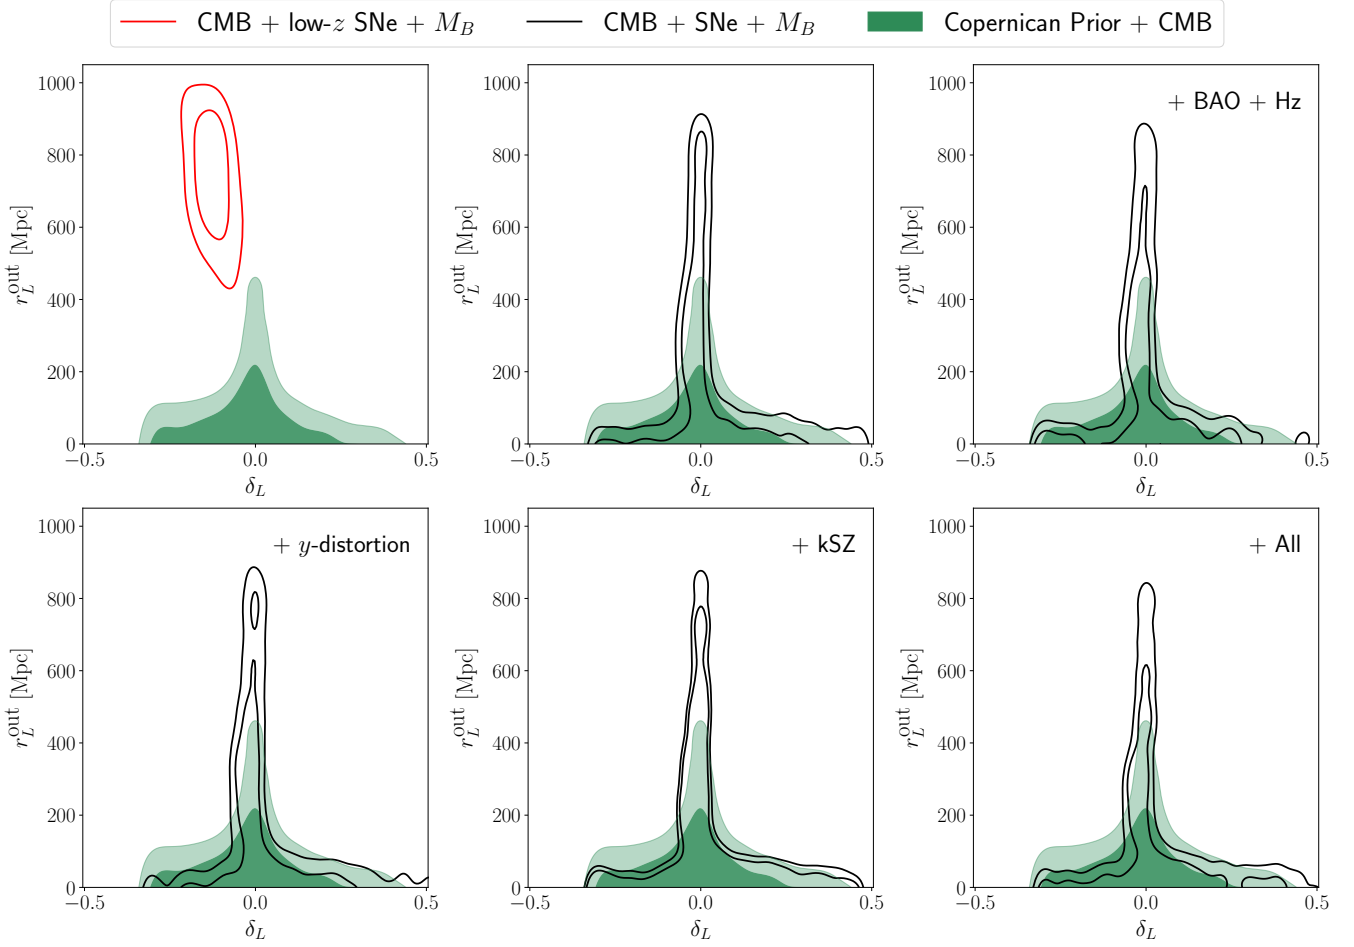 CMB + low-z SNe + M_B
CMB + SNe + M_B
Copernican Prior + CMB
1000
800
600
400
200
0
r_L^out [Mpc]
−0.5 0.0 0.5
δ_L
1000
800
600
400
200
0
r_L^out [Mpc]
−0.5 0.0 0.5
δ_L
+ BAO + Hz
1000
800
600
400
200
0
r_L^out [Mpc]
−0.5 0.0 0.5
δ_L
+ y-distortion
1000
800
600
400
200
0
r_L^out [Mpc]
−0.5 0.0 0.5
δ_L
+ kSZ
1000
800
600
400
200
0
r_L^out [Mpc]
−0.5 0.0 0.5
δ_L
+ All
1000
800
600
400
200
0
r_L^out [Mpc]
−0.5 0.0 0.5
δ_L